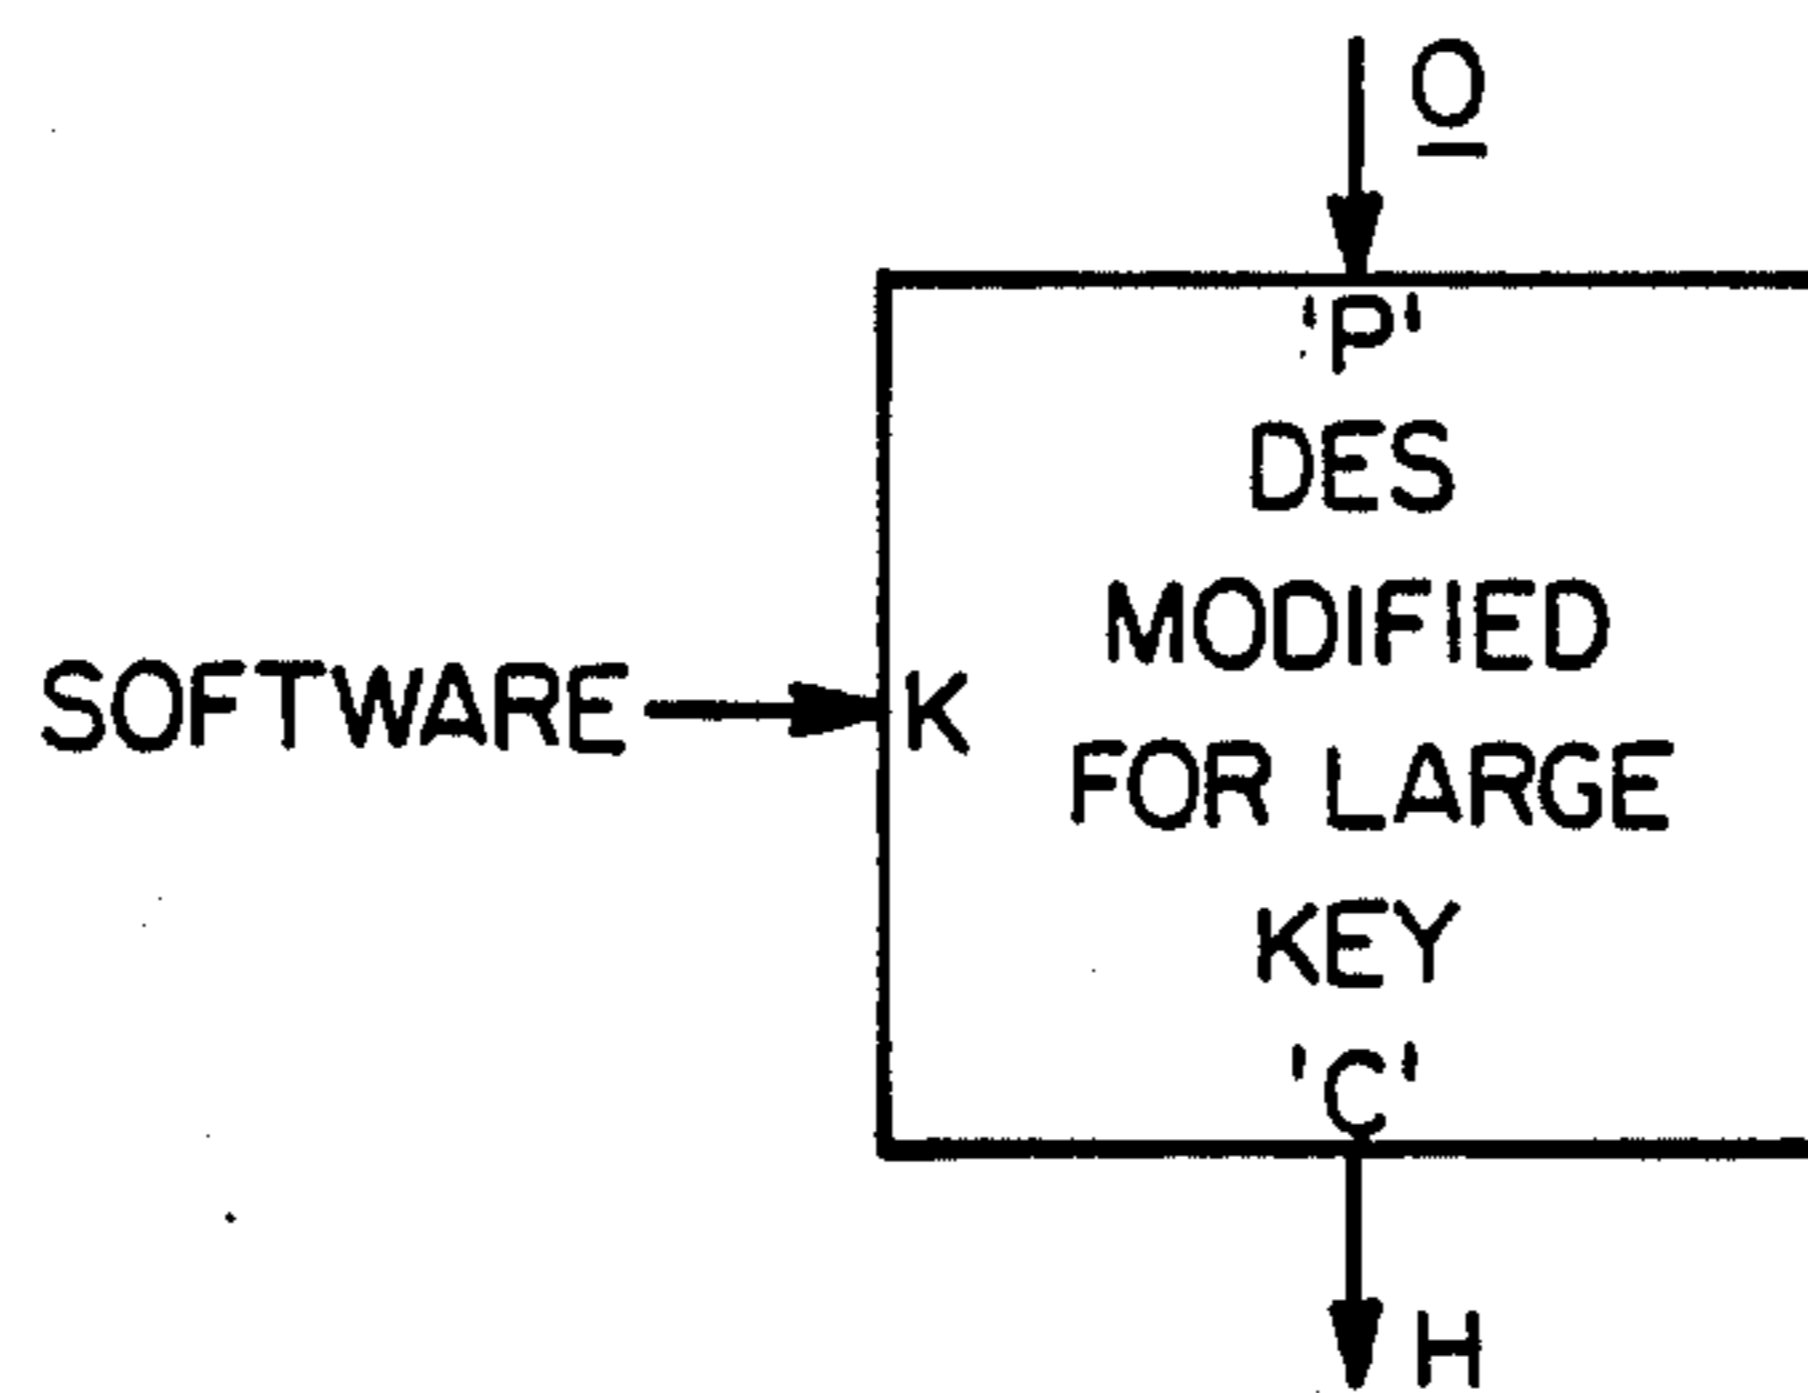 O
'P'
DES
MODIFIED
SOFTWARE K
FOR LARGE
KEY
'C'
H